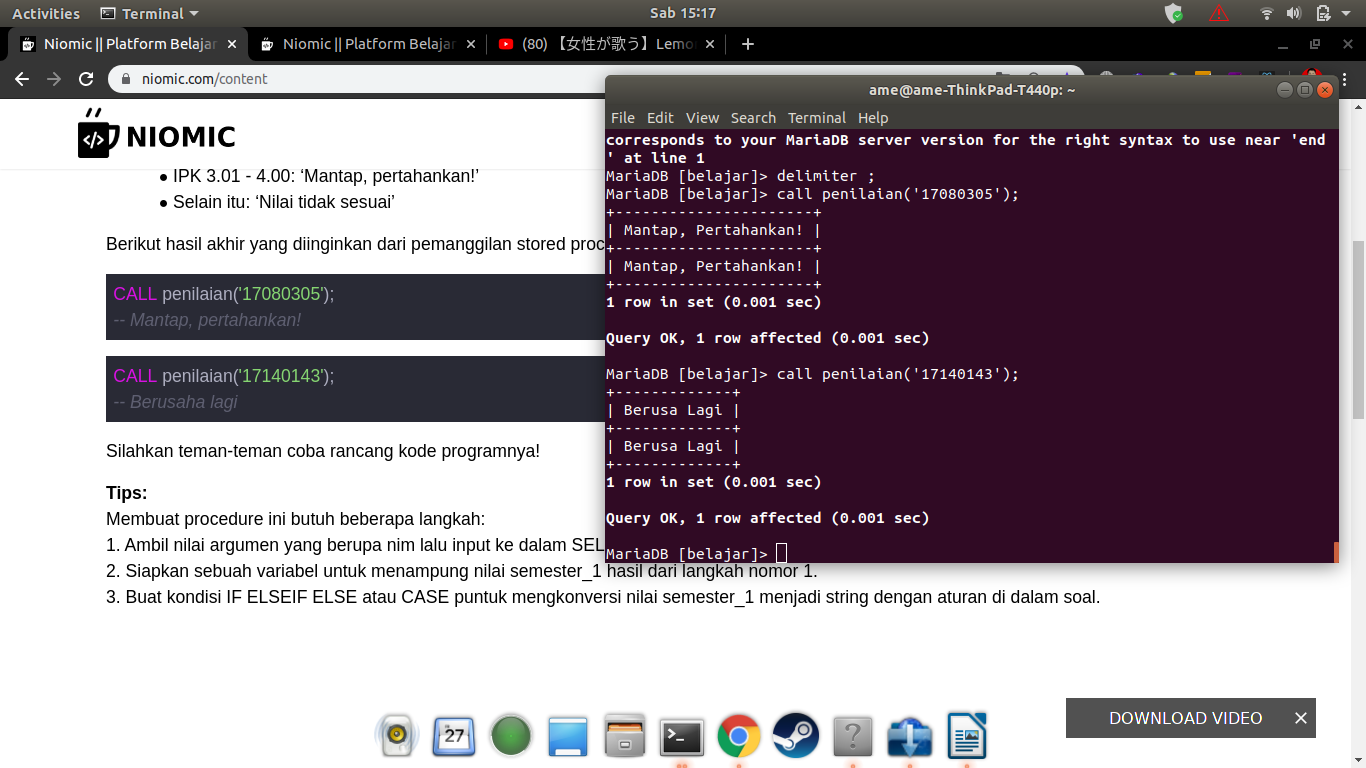 Activities Terminal Sab 15:17
Niomic || Platform Belajar Niomic || Platform Belajar (80) 【女性が歌う】Lemo
niomic.com/content
NIOMIC
● IPK 3.01 - 4.00: ‘Mantap, pertahankan!’
● Selain itu: ‘Nilai tidak sesuai’
Berikut hasil akhir yang diinginkan dari pemanggilan stored proc
CALL penilaian('17080305');
-- Mantap, pertahankan!
CALL penilaian('17140143');
-- Berusaha lagi
Silahkan teman-teman coba rancang kode programnya!
Tips:
Membuat procedure ini butuh beberapa langkah:
1. Ambil nilai argumen yang berupa nim lalu input ke dalam SEL
2. Siapkan sebuah variabel untuk menampung nilai semester_1 hasil dari langkah nomor 1.
3. Buat kondisi IF ELSEIF ELSE atau CASE puntuk mengkonversi nilai semester_1 menjadi string dengan aturan di dalam soal.
ame@ame-ThinkPad-T440p: ~
File Edit View Search Terminal Help
corresponds to your MariaDB server version for the right syntax to use near 'end
' at line 1
MariaDB [belajar]> delimiter ;
MariaDB [belajar]> call penilaian('17080305');
+----------------------+
| Mantap, Pertahankan! |
+----------------------+
| Mantap, Pertahankan! |
+----------------------+
1 row in set (0.001 sec)
Query OK, 1 row affected (0.001 sec)
MariaDB [belajar]> call penilaian('17140143');
+-------------+
| Berusa Lagi |
+-------------+
| Berusa Lagi |
+-------------+
1 row in set (0.001 sec)
Query OK, 1 row affected (0.001 sec)
MariaDB [belajar]>
27
DOWNLOAD VIDEO